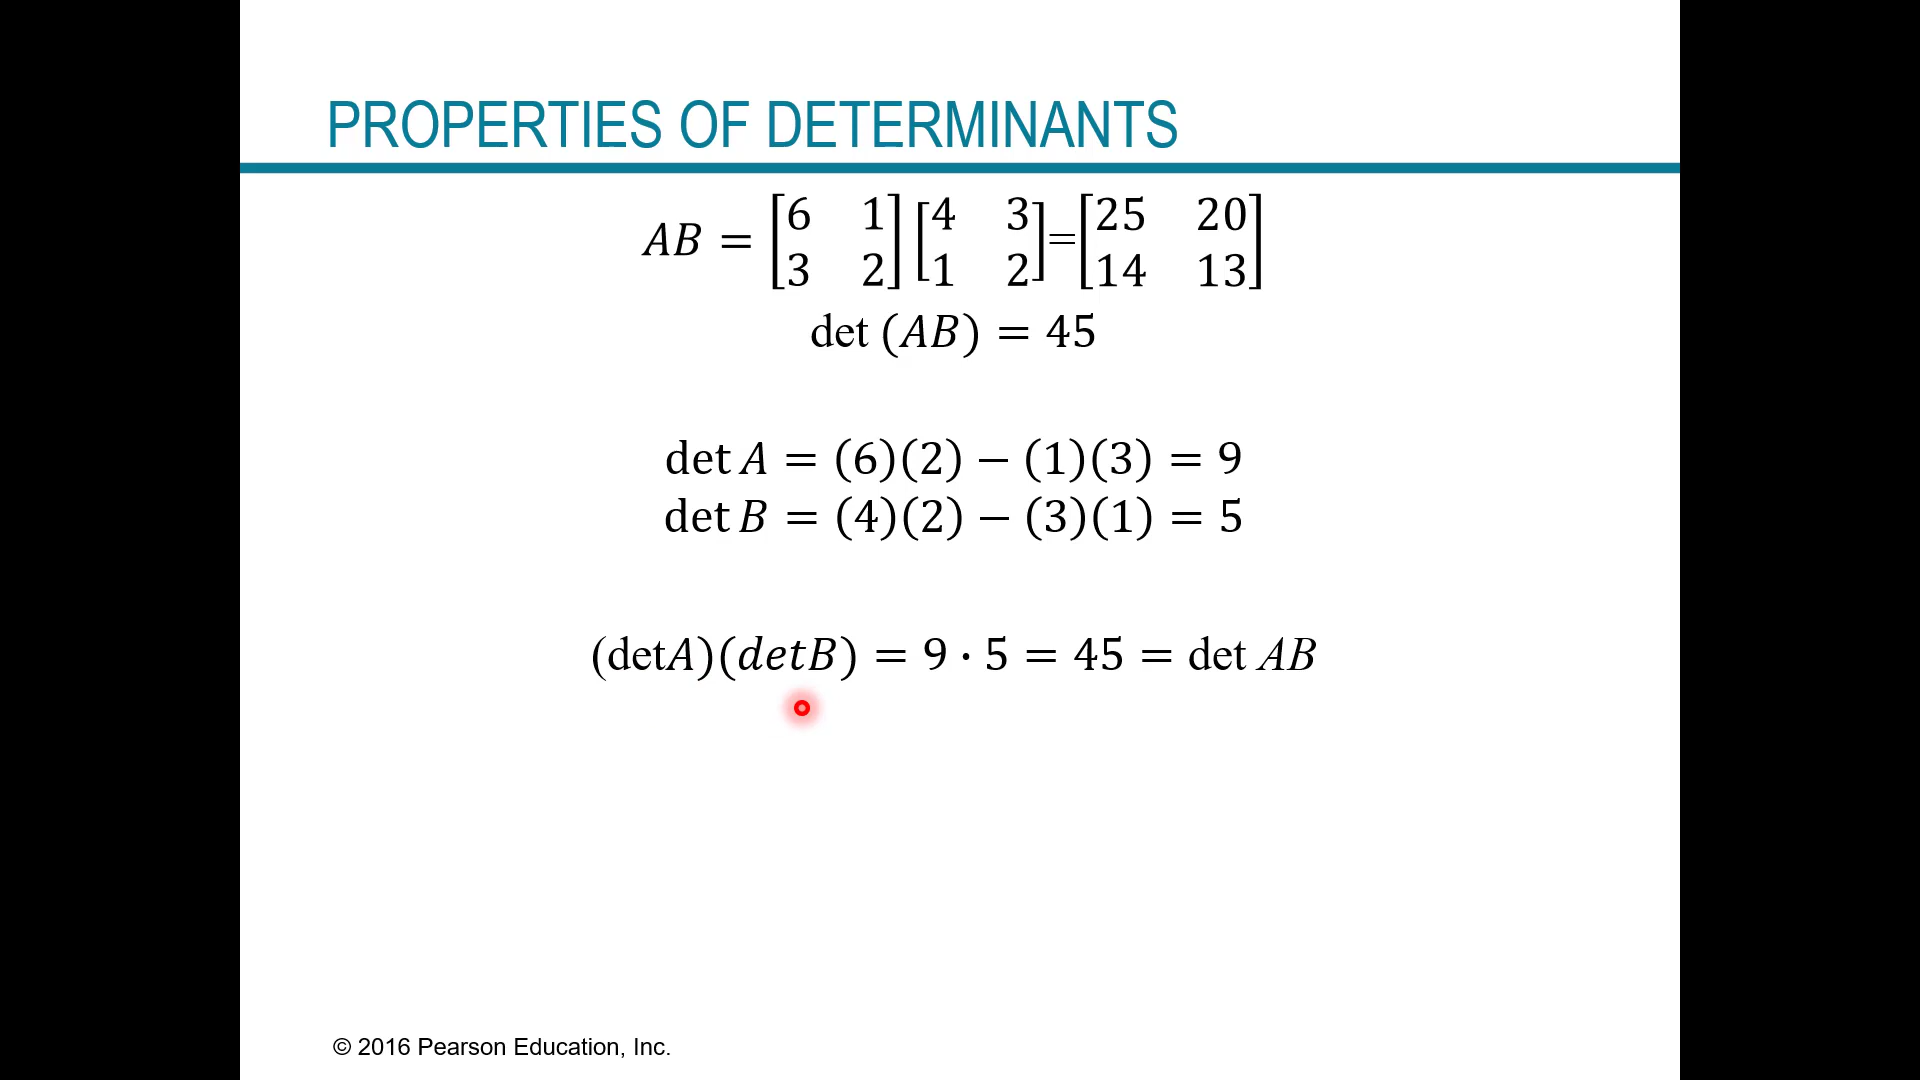 PROPERTIES OF DETERMINANTS
AB = [6 1; 3 2] [4 3; 1 2] = [25 20; 14 13]
det (AB) = 45
det A = (6)(2) − (1)(3) = 9
det B = (4)(2) − (3)(1) = 5
(detA)(detB) = 9 · 5 = 45 = det AB
© 2016 Pearson Education, Inc.